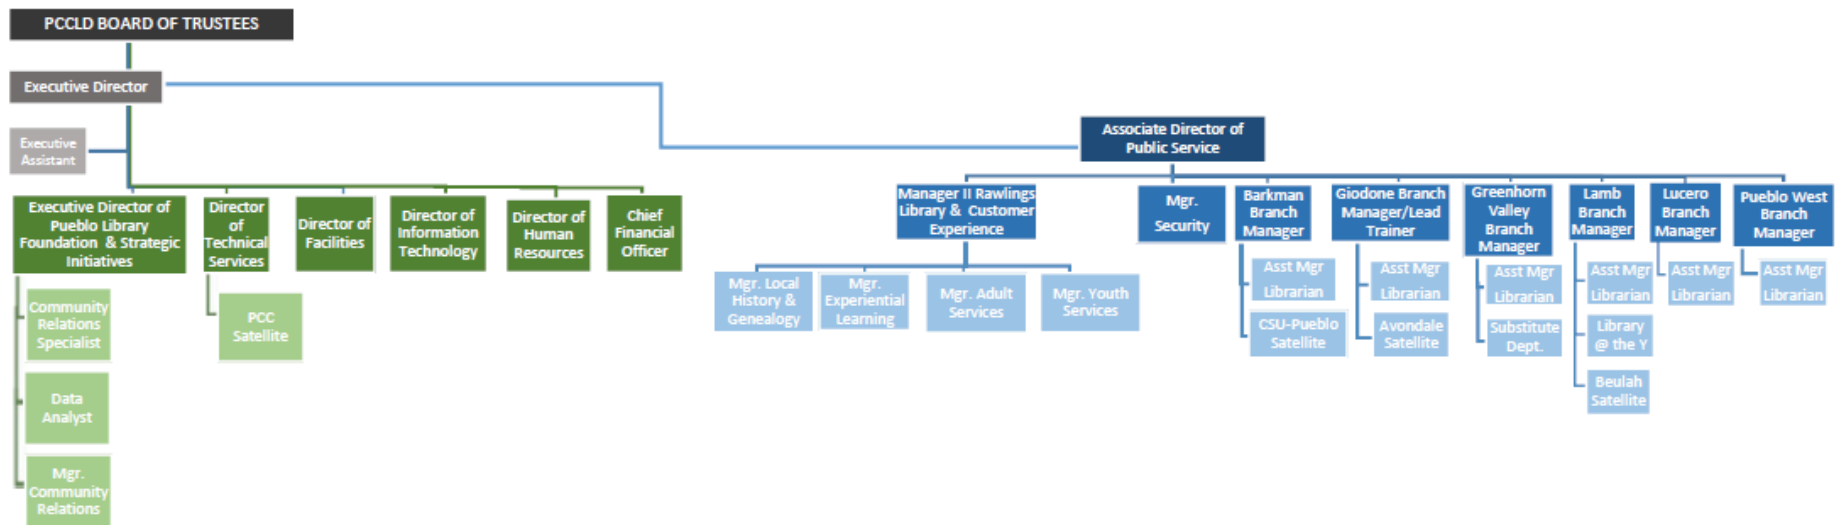 PCCLD BOARD OF TRUSTEES
Executive Director
Executive
Assistant
Associate Director of
Public Service
Executive Director of
Pueblo Library
Foundation & Strategic
Initiatives
Director
of
Technical
Services
Director of
Facilities
Director of
Information
Technology
Director of
Human
Resources
Chief
Financial
Officer
Manager II Rawlings
Library & Customer
Experience
Mgr.
Security
Barkman
Branch
Manager
Giodone Branch
Manager/Lead
Trainer
Greenhorn
Valley
Branch
Manager
Lamb
Branch
Manager
Lucero
Branch
Manager
Pueblo West
Branch
Manager
Community
Relations
Specialist
Data
Analyst
Mgr.
Community
Relations
PCC
Satellite
Mgr. Local
History &
Genealogy
Mgr.
Experiential
Learning
Mgr. Adult
Services
Mgr. Youth
Services
Asst Mgr
Librarian
CSU-Pueblo
Satellite
Asst Mgr
Librarian
Avondale
Satellite
Asst Mgr
Librarian
Substitute
Dept.
Asst Mgr
Librarian
Library
@ the Y
Beulah
Satellite
Asst Mgr
Librarian
Asst Mgr
Librarian